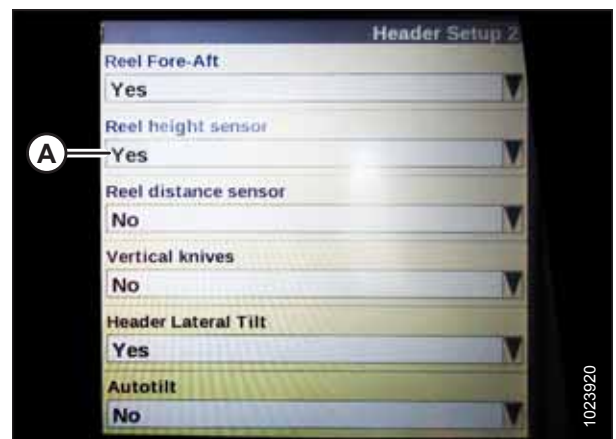 Header Setup 2
Reel Fore-Aft
Yes
Reel height sensor
A
Yes
Reel distance sensor
No
Vertical knives
No
Header Lateral Tilt
Yes
Autotilt
No
1023920